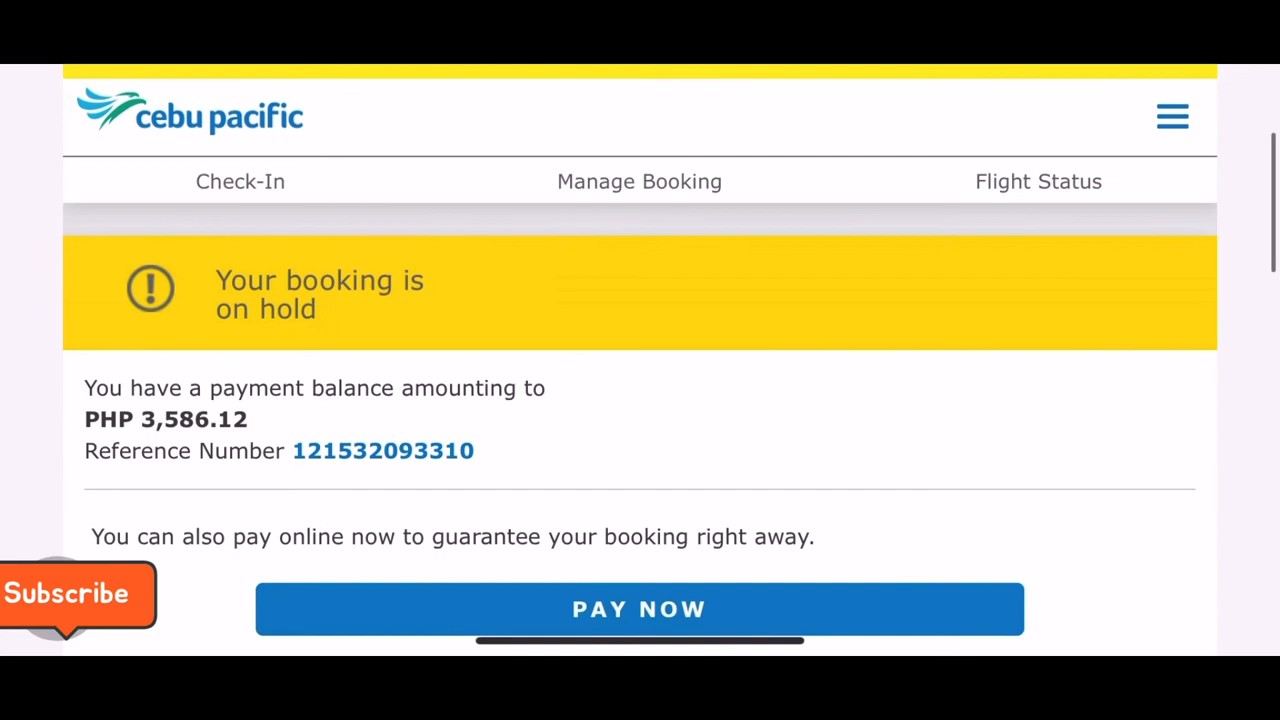 cebu pacific
Check-In
Manage Booking
Flight Status
Your booking is
on hold
You have a payment balance amounting to
PHP 3,586.12
Reference Number 121532093310
You can also pay online now to guarantee your booking right away.
Subscribe
PAY NOW